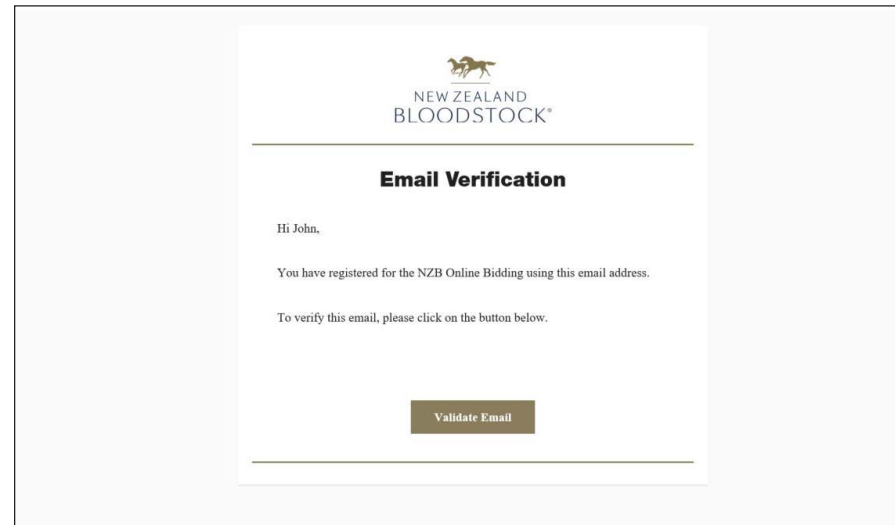 NEW ZEALAND
BLOODSTOCK®
Email Verification
Hi John,
You have registered for the NZB Online Bidding using this email address.
To verify this email, please click on the button below.
Validate Email